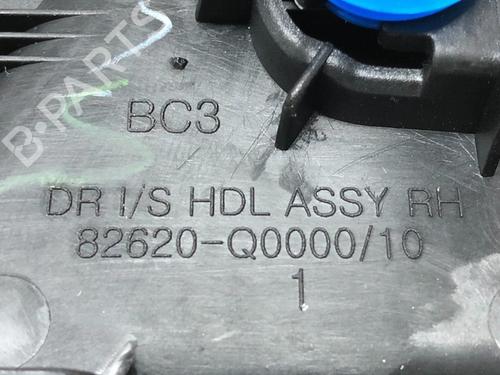 B-PARTS
BC3
DR I/S HDL ASSY RH
82620-Q0000/10
1